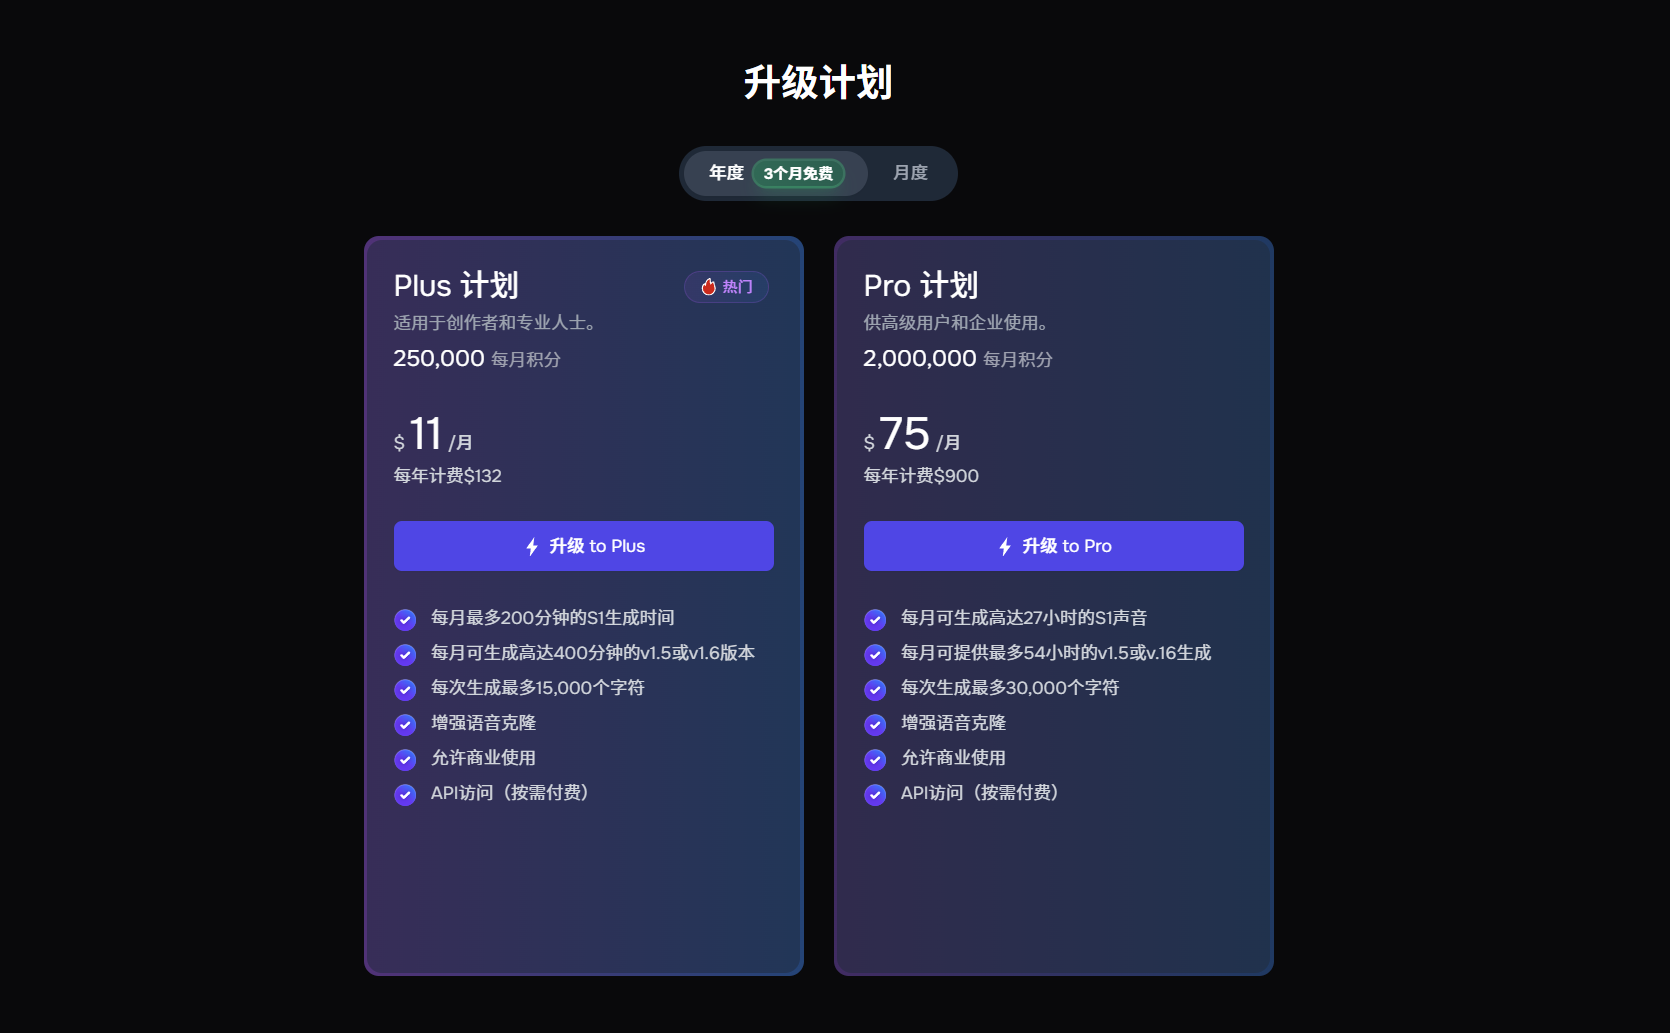 升级计划
年度 3个月免费 月度
Plus 计划
热门
适用于创作者和专业人士。
250,000 每月积分
$ 11 /月
每年计费$132
升级 to Plus
每月最多200分钟的S1生成时间
每月可生成高达400分钟的v1.5或v1.6版本
每次生成最多15,000个字符
增强语音克隆
允许商业使用
API访问（按需付费）
Pro 计划
供高级用户和企业使用。
2,000,000 每月积分
$ 75 /月
每年计费$900
升级 to Pro
每月可生成高达27小时的S1声音
每月可提供最多54小时的v1.5或v.16生成
每次生成最多30,000个字符
增强语音克隆
允许商业使用
API访问（按需付费）